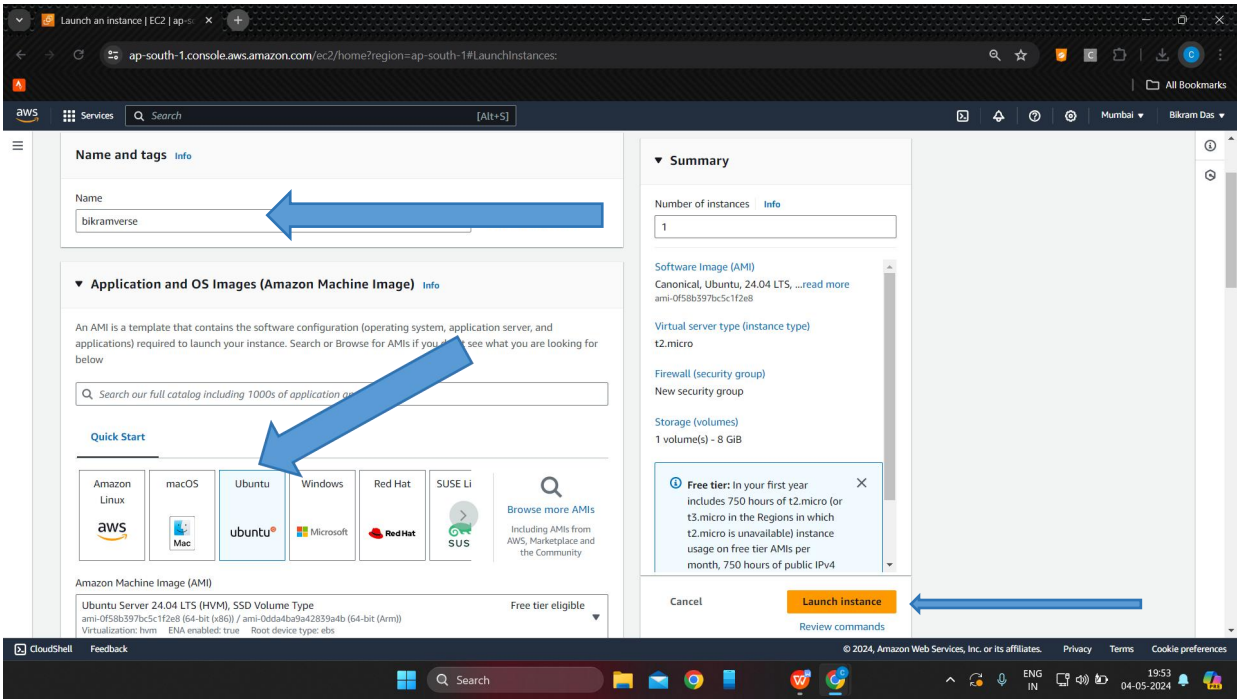 Launch an instance | EC2 | ap-so
ap-south-1.console.aws.amazon.com/ec2/home?region=ap-south-1#LaunchInstances:
All Bookmarks
aws Services Search [Alt+S] Mumbai Bikram Das
Name and tags Info
Name
bikramverse
Application and OS Images (Amazon Machine Image) Info
An AMI is a template that contains the software configuration (operating system, application server, and
applications) required to launch your instance. Search or Browse for AMIs if you see what you are looking for
below
Search our full catalog including 1000s of application
Quick Start
Amazon Linux
aws
macOS
Mac
Ubuntu
ubuntu
Windows
Microsoft
Red Hat
Red Hat
SUSE Li
SUS
Browse more AMIs
Including AMIs from
AWS, Marketplace and
the Community
Amazon Machine Image (AMI)
Ubuntu Server 24.04 LTS (HVM), SSD Volume Type Free tier eligible
ami-0f58b397bc5c1f2e8 (64-bit (x86)) / ami-0dda4ba9a42839a4b (64-bit (Arm))
Virtualization: hvm ENA enabled: true Root device type: ebs
Summary
Number of instances Info
1
Software Image (AMI)
Canonical, Ubuntu, 24.04 LTS, ...read more
ami-0f58b397bc5c1f2e8
Virtual server type (instance type)
t2.micro
Firewall (security group)
New security group
Storage (volumes)
1 volume(s) - 8 GiB
Free tier: In your first year
includes 750 hours of t2.micro (or
t3.micro in the Regions in which
t2.micro is unavailable) instance
usage on free tier AMIs per
month, 750 hours of public IPv4
Cancel Launch instance
Review commands
CloudShell Feedback © 2024, Amazon Web Services, Inc. or its affiliates. Privacy Terms Cookie preferences
Search
ENG
IN
19:53
04-05-2024